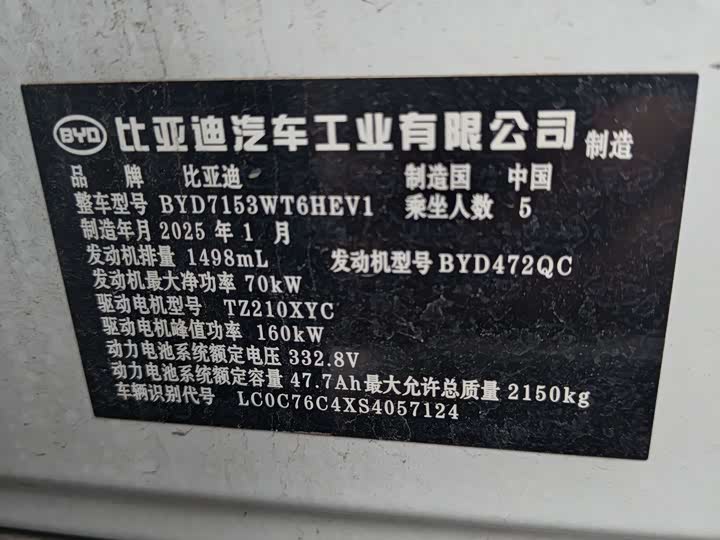 BYD 比亚迪汽车工业有限公司 制造
品牌 比亚迪 制造国 中国
整车型号 BYD7153WT6HEV1 乘坐人数 5
制造年月 2025 年 1 月
发动机排量 1498mL 发动机型号 BYD472QC
发动机最大净功率 70kW
驱动电机型号 TZ210XYC
驱动电机峰值功率 160kW
动力电池系统额定电压 332.8V
动力电池系统额定容量 47.7Ah 最大允许总质量 2150kg
车辆识别代号 LC0C76C4XS4057124